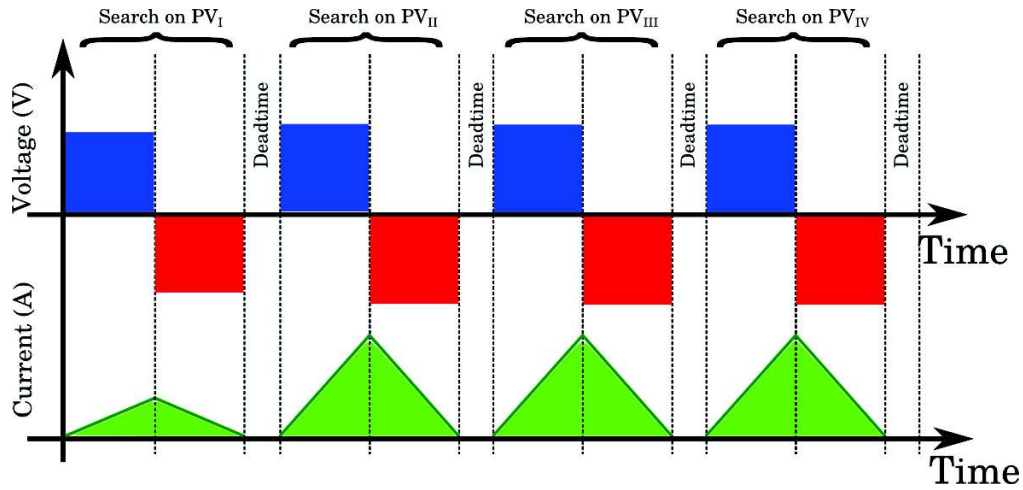 Search on PV_I
Search on PV_II
Search on PV_III
Search on PV_IV
Voltage (V)
Deadtime
Deadtime
Deadtime
Deadtime
Time
Current (A)
Time